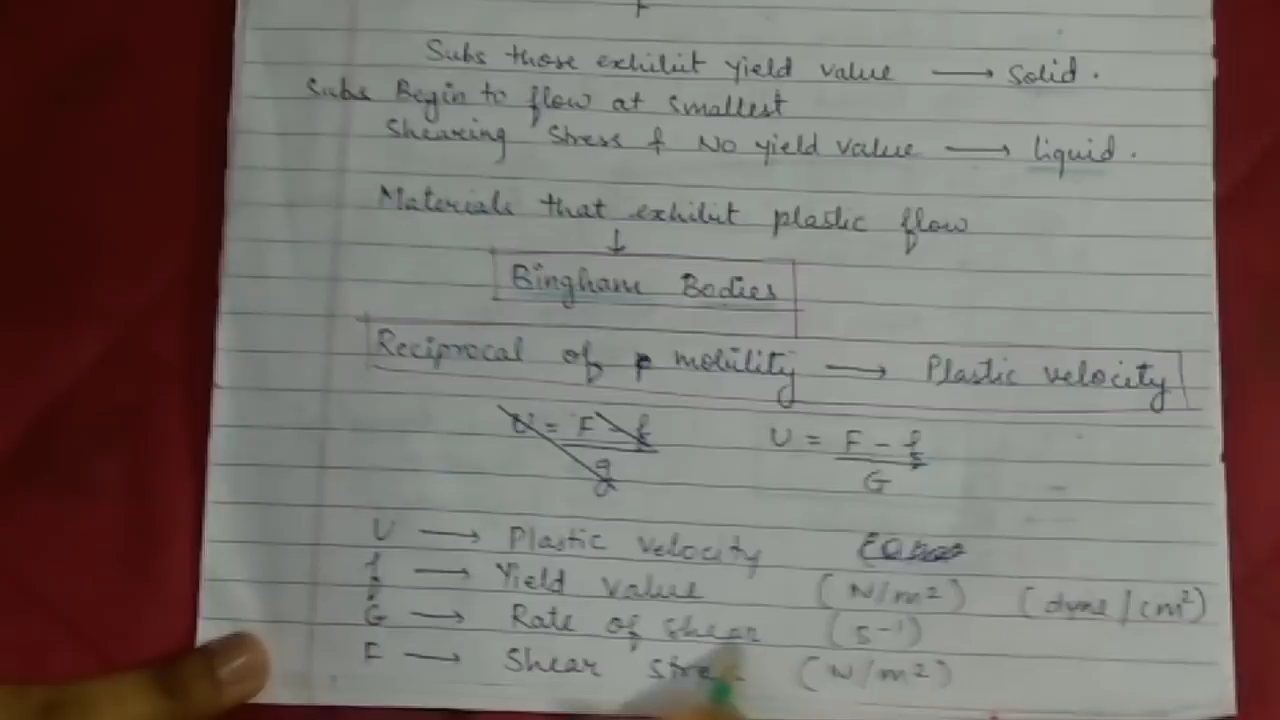 Subs those exhibit yield value → Solid.
Subs Begin to flow at smallest
Shearing Stress & No yield value → liquid.
Materials that exhibit plastic flow
↓
Bingham Bodies
Reciprocal of mobility → Plastic velocity
U = F - f / g
U = F - f / G
U → Plastic velocity
f → Yield value (N/m²) (dyne/cm²)
G → Rate of shear (s⁻¹)
F → Shear stress (N/m²)